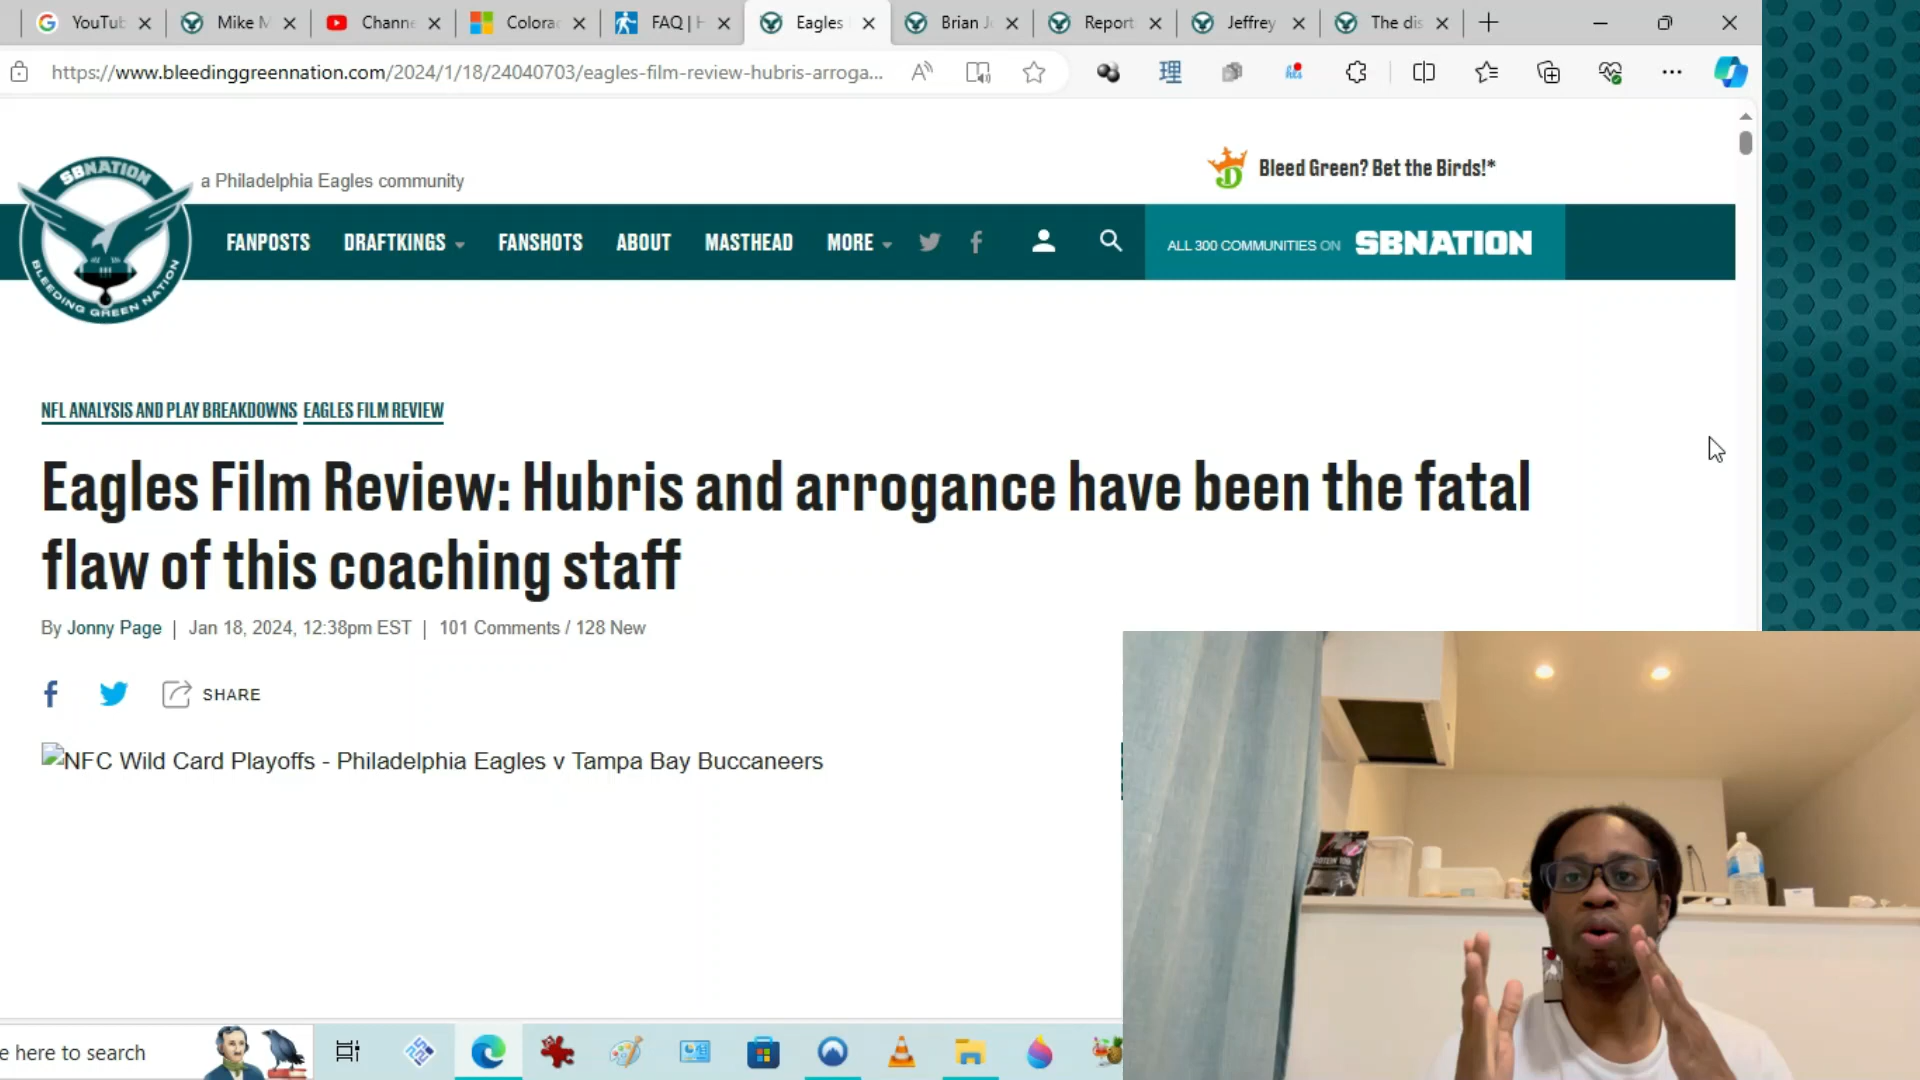 YouTub
Mike M
Chann
Colora
FAQ | H
Eagles
Brian J
Report
Jeffrey
The dis
https://www.bleedinggreennation.com/2024/1/18/24040703/eagles-film-review-hubris-arroga...
SBNATION
BLEEDING GREEN NATION
a Philadelphia Eagles community
Bleed Green? Bet the Birds!*
FANPOSTS DRAFTKINGS FANSHOTS ABOUT MASTHEAD MORE ALL 300 COMMUNITIES ON SBNATION
NFL ANALYSIS AND PLAY BREAKDOWNS EAGLES FILM REVIEW
Eagles Film Review: Hubris and arrogance have been the fatal
flaw of this coaching staff
By Jonny Page | Jan 18, 2024, 12:38pm EST | 101 Comments / 128 New
SHARE
NFC Wild Card Playoffs - Philadelphia Eagles v Tampa Bay Buccaneers
e here to search